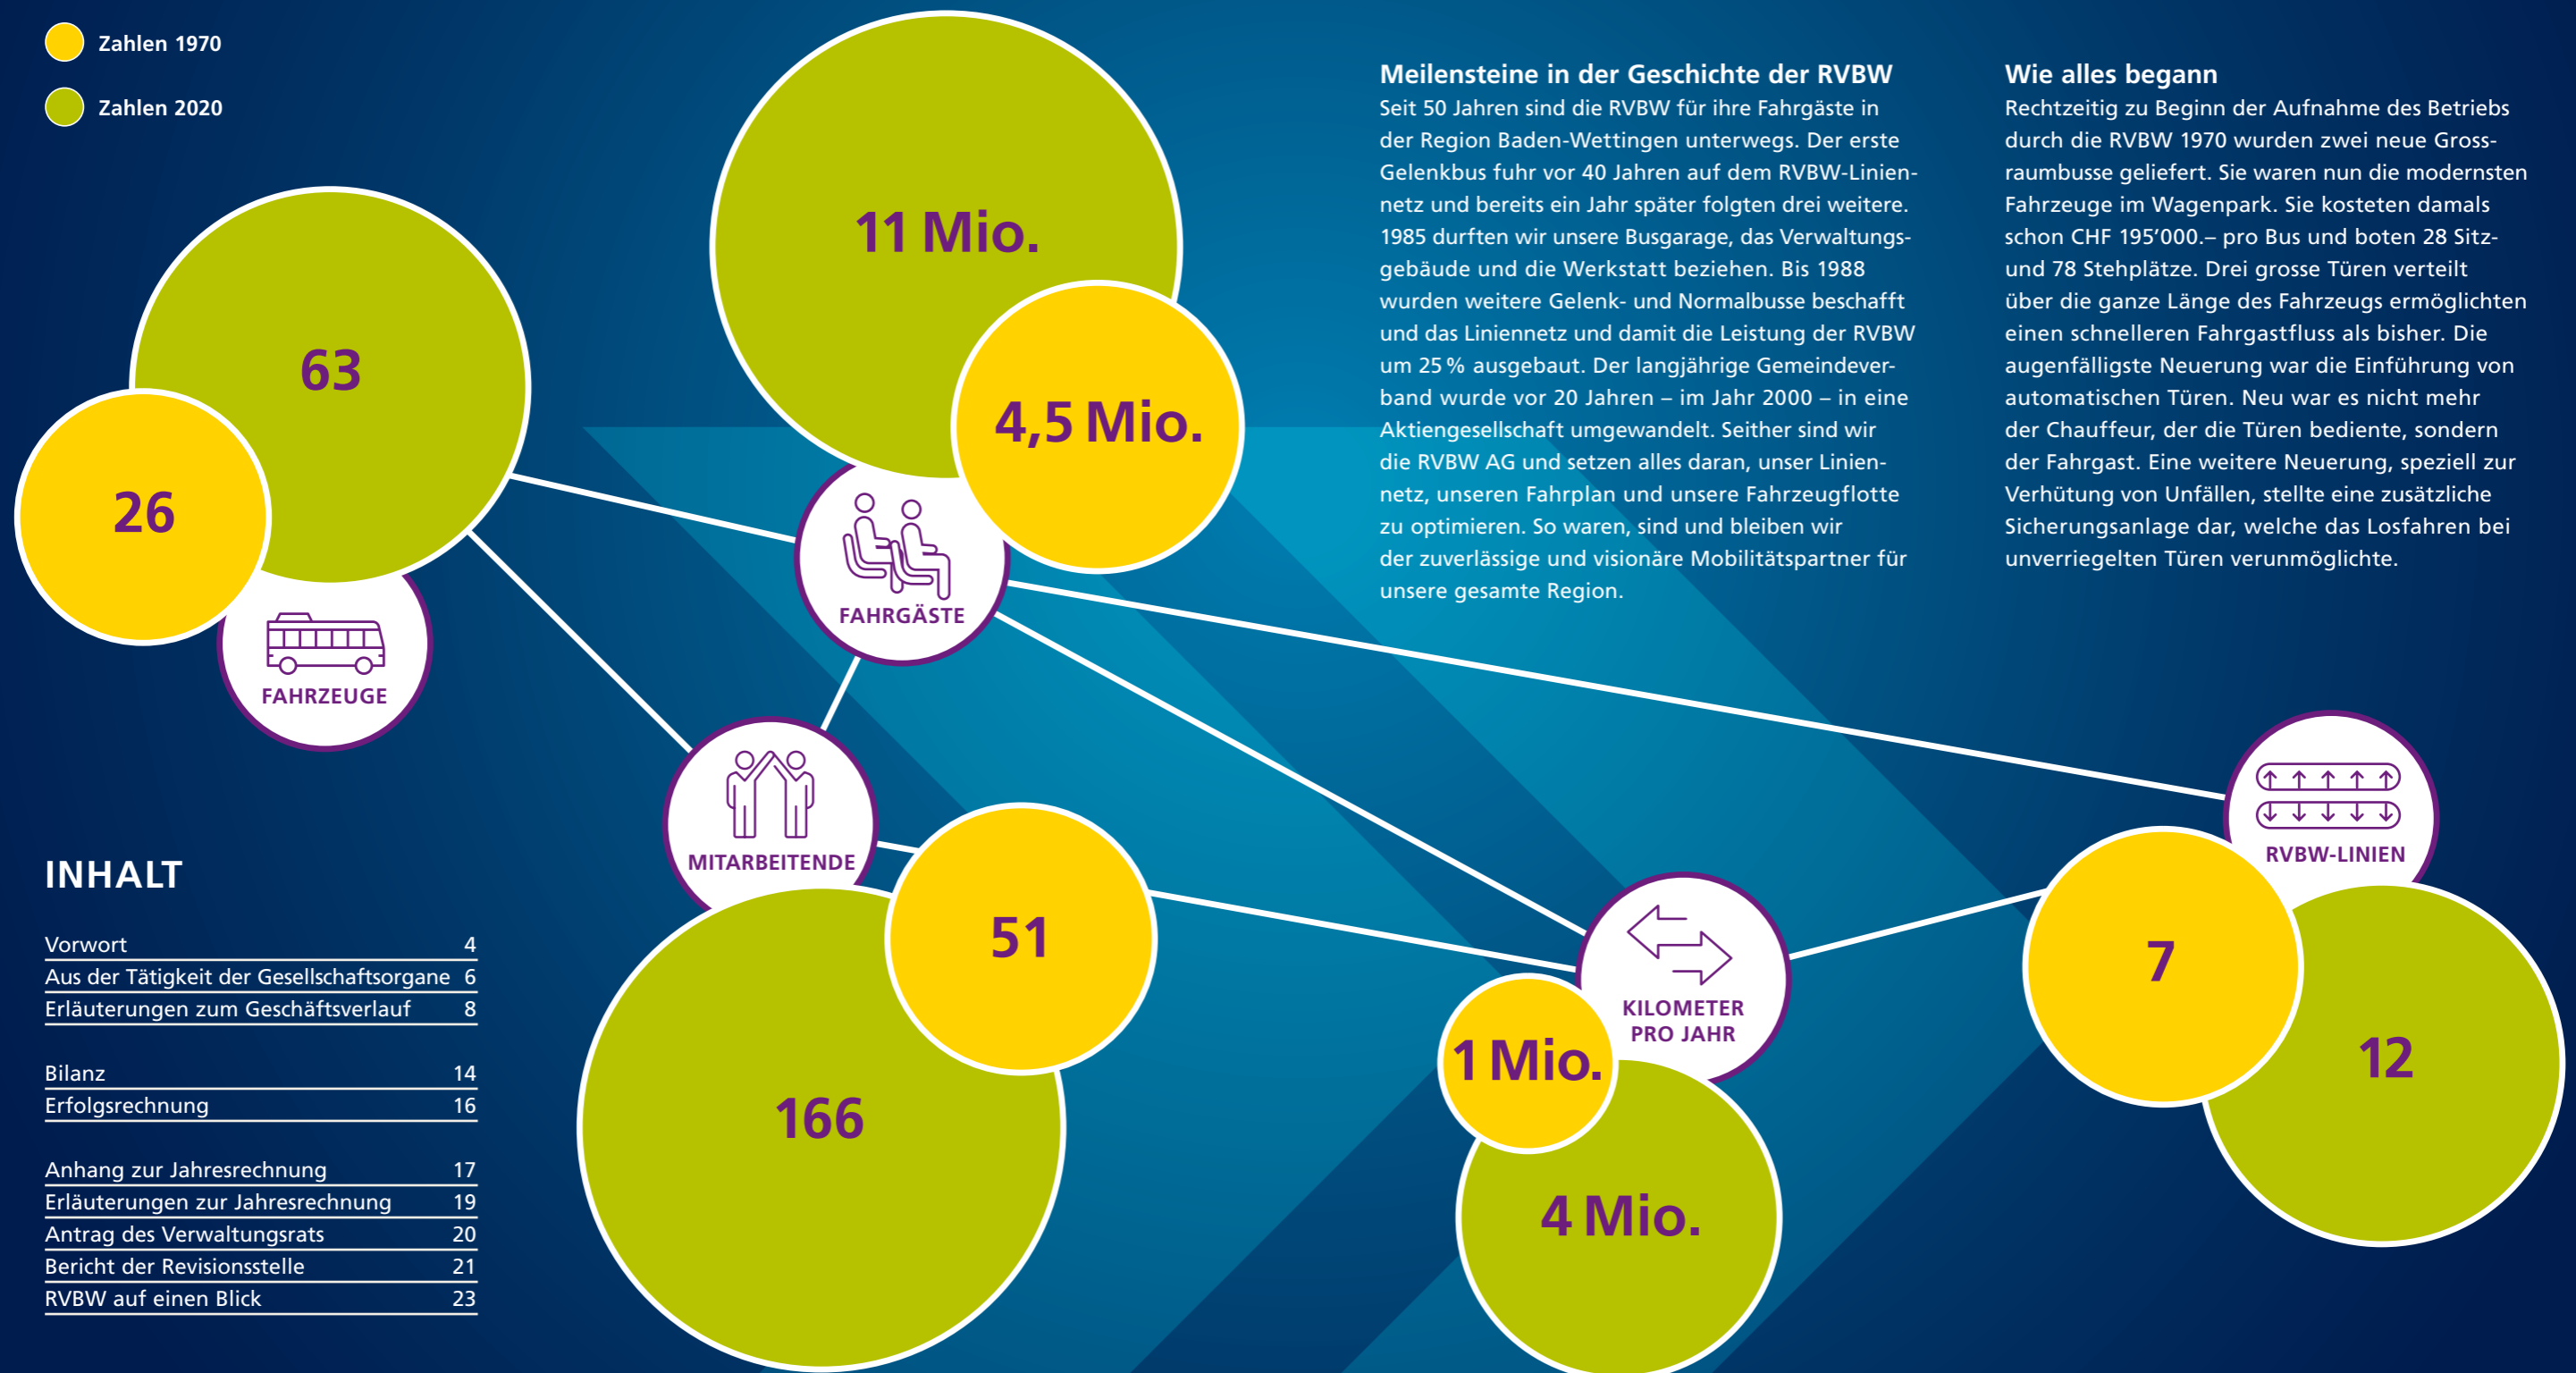 Zahlen 1970
Zahlen 2020
63
26
FAHRZEUGE
11 Mio.
4,5 Mio.
FAHRGÄSTE
Meilensteine in der Geschichte der RVBW
Seit 50 Jahren sind die RVBW für ihre Fahrgäste in
der Region Baden-Wettingen unterwegs. Der erste
Gelenkbus fuhr vor 40 Jahren auf dem RVBW-Linien-
netz und bereits ein Jahr später folgten drei weitere.
1985 durften wir unsere Busgarage, das Verwaltungs-
gebäude und die Werkstatt beziehen. Bis 1988
wurden weitere Gelenk- und Normalbusse beschafft
und das Liniennetz und damit die Leistung der RVBW
um 25 % ausgebaut. Der langjährige Gemeindever-
band wurde vor 20 Jahren – im Jahr 2000 – in eine
Aktiengesellschaft umgewandelt. Seither sind wir
die RVBW AG und setzen alles daran, unser Linien-
netz, unseren Fahrplan und unsere Fahrzeugflotte
zu optimieren. So waren, sind und bleiben wir
der zuverlässige und visionäre Mobilitätspartner für
unsere gesamte Region.
Wie alles begann
Rechtzeitig zu Beginn der Aufnahme des Betriebs
durch die RVBW 1970 wurden zwei neue Gross-
raumbusse geliefert. Sie waren nun die modernsten
Fahrzeuge im Wagenpark. Sie kosteten damals
schon CHF 195’000.– pro Bus und boten 28 Sitz-
und 78 Stehplätze. Drei grosse Türen verteilt
über die ganze Länge des Fahrzeugs ermöglichten
einen schnelleren Fahrgastfluss als bisher. Die
augenfälligste Neuerung war die Einführung von
automatischen Türen. Neu war es nicht mehr
der Chauffeur, der die Türen bediente, sondern
der Fahrgast. Eine weitere Neuerung, speziell zur
Verhütung von Unfällen, stellte eine zusätzliche
Sicherungsanlage dar, welche das Losfahren bei
unverriegelten Türen verunmöglichte.
MITARBEITENDE
51
166
KILOMETER
PRO JAHR
1 Mio.
4 Mio.
RVBW-LINIEN
7
12
INHALT
Vorwort 4
Aus der Tätigkeit der Gesellschaftsorgane 6
Erläuterungen zum Geschäftsverlauf 8
Bilanz 14
Erfolgsrechnung 16
Anhang zur Jahresrechnung 17
Erläuterungen zur Jahresrechnung 19
Antrag des Verwaltungsrats 20
Bericht der Revisionsstelle 21
RVBW auf einen Blick 23